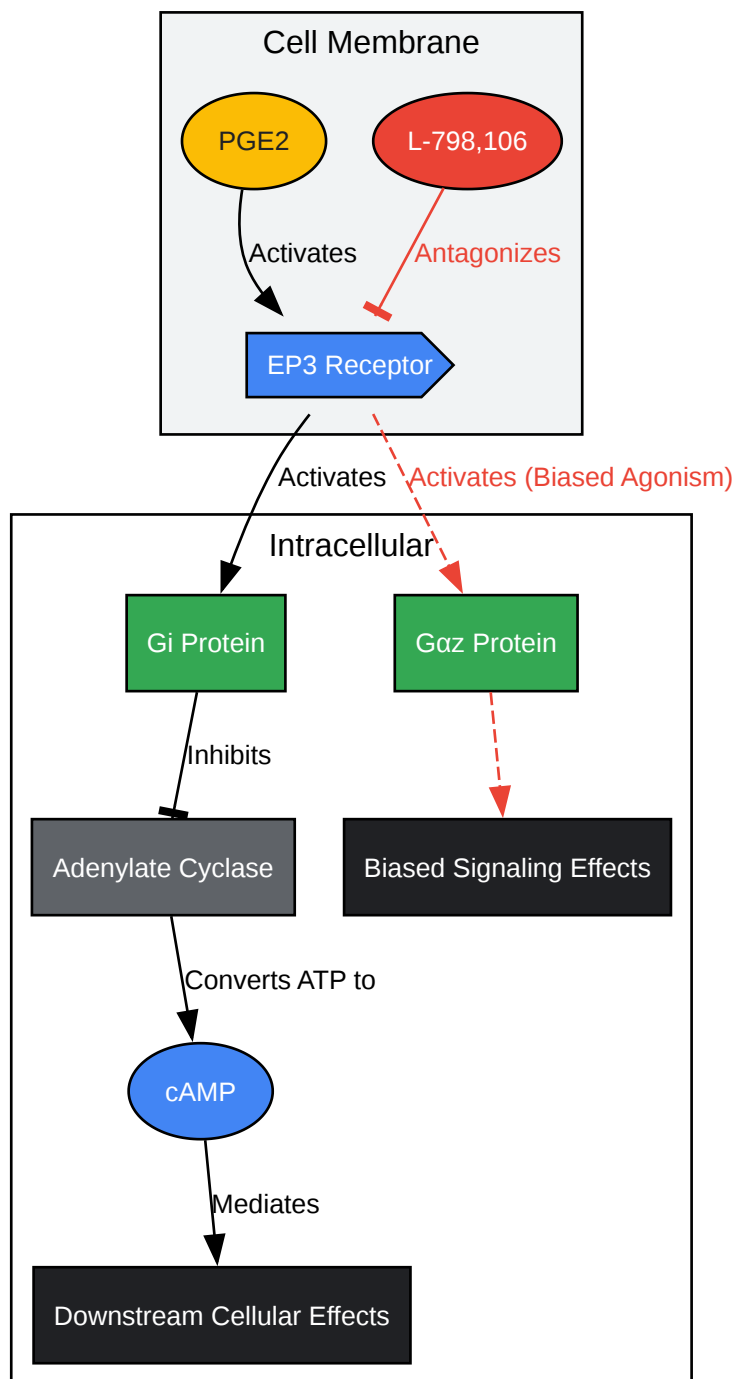 Cell Membrane
PGE2
L-798,106
Activates
Antagonizes
EP3 Receptor
Activates
Activates (Biased Agonism)
Intracellular
Gi Protein
Gαz Protein
Inhibits
Adenylate Cyclase
Biased Signaling Effects
Converts ATP to
cAMP
Mediates
Downstream Cellular Effects